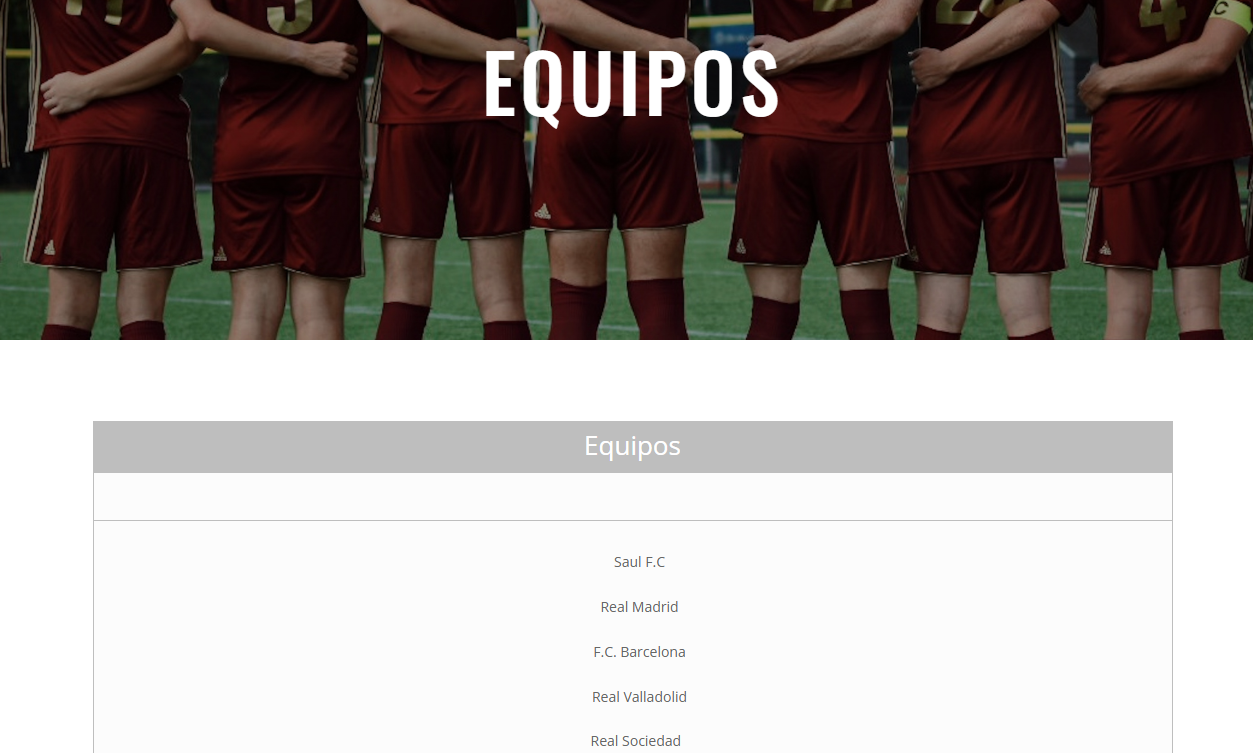 EQUIPOS
Equipos
Saul F.C
Real Madrid
F.C. Barcelona
Real Valladolid
Real Sociedad